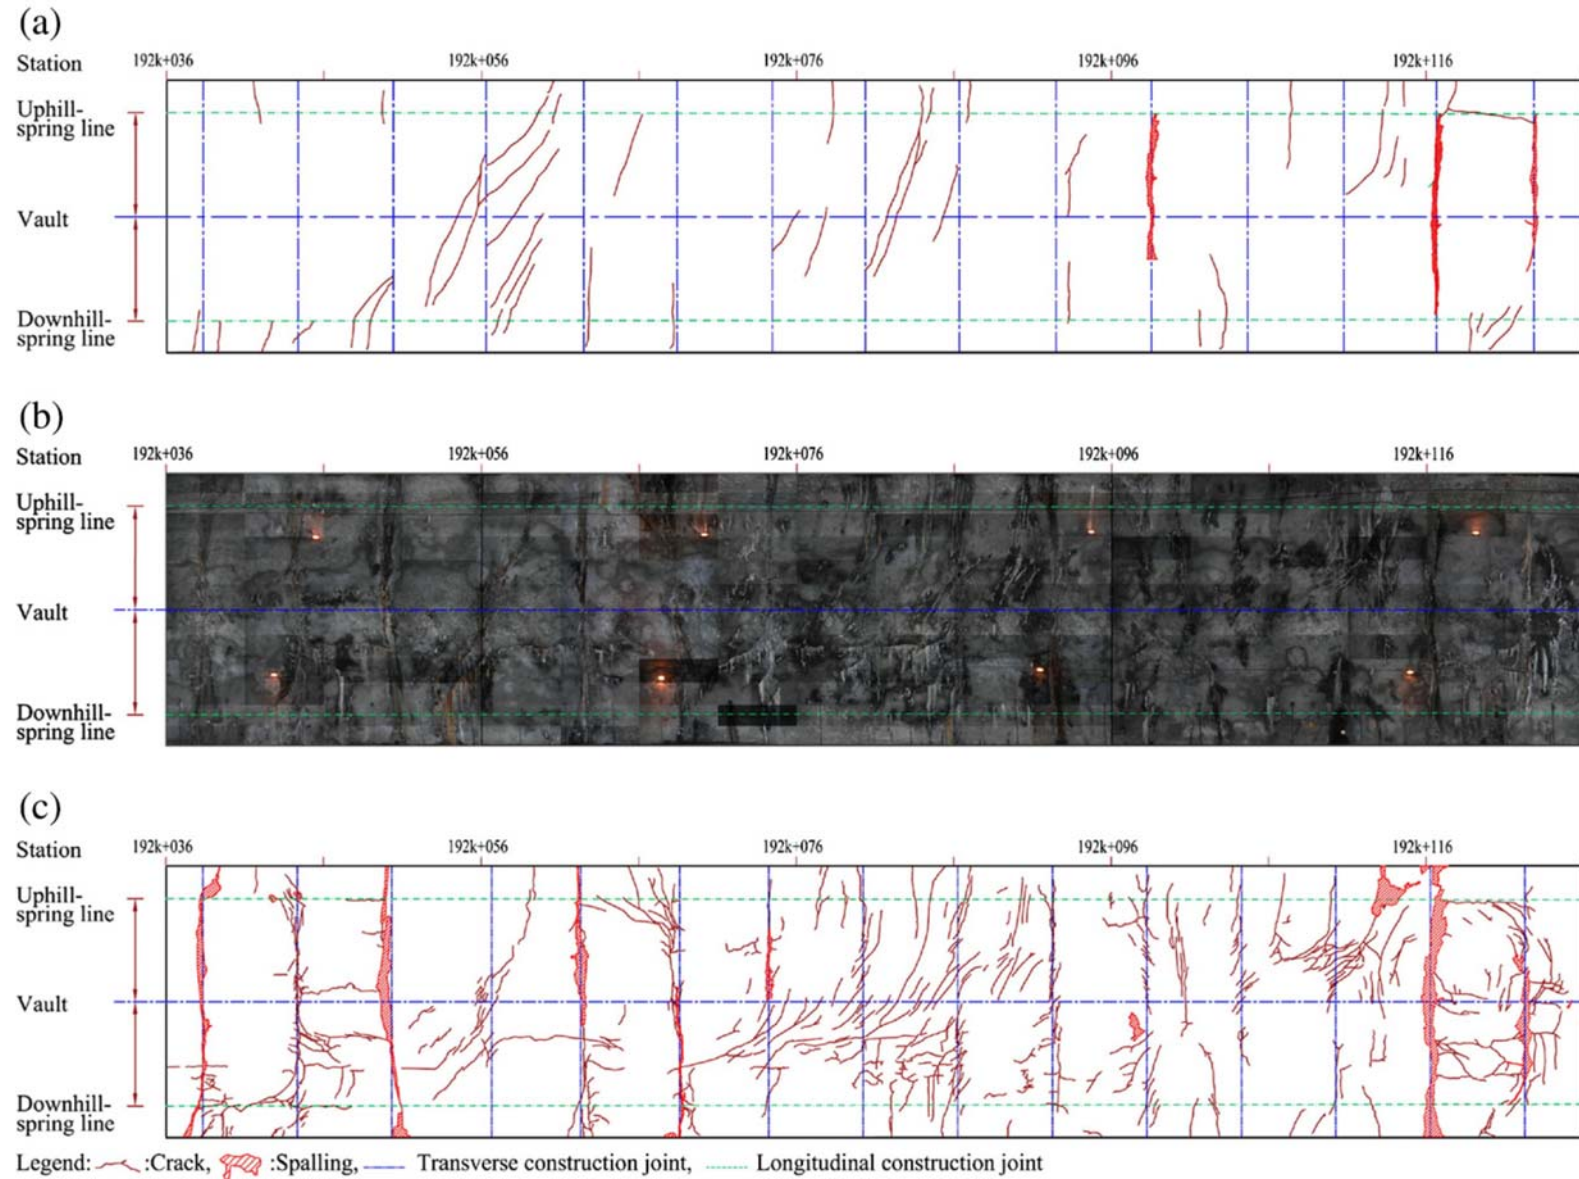 (a)
Station 192k+036 192k+056 192k+076 192k+096 192k+116
Uphill-
spring line
Vault
Downhill-
spring line
(b)
Station 192k+036 192k+056 192k+076 192k+096 192k+116
Uphill-
spring line
Vault
Downhill-
spring line
(c)
Station 192k+036 192k+056 192k+076 192k+096 192k+116
Uphill-
spring line
Vault
Downhill-
spring line
Legend: :Crack, :Spalling, Transverse construction joint, Longitudinal construction joint